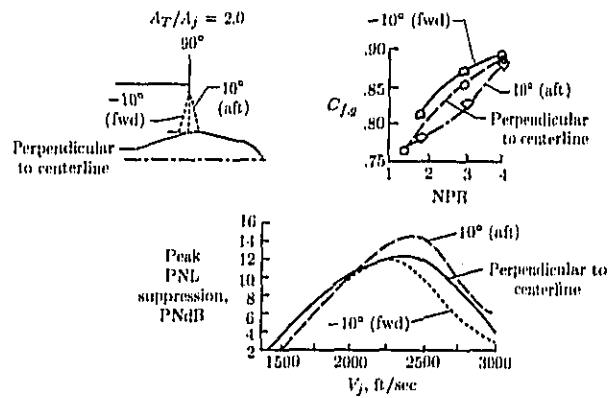 A_T/A_j = 2.0
90°
-10°
(fwd)
10°
(aft)
Perpendicular
to centerline
-10° (fwd)
.90
.85
C_f,g
.80
.75
10° (aft)
Perpendicular
to centerline
1 2 3 4
NPR
16
14
12
10
8
6
4
2
Peak
PNL
suppression,
PNdB
10° (aft)
Perpendicular to
centerline
-10° (fwd)
1500 2000 2500 3000
V_j, ft/sec